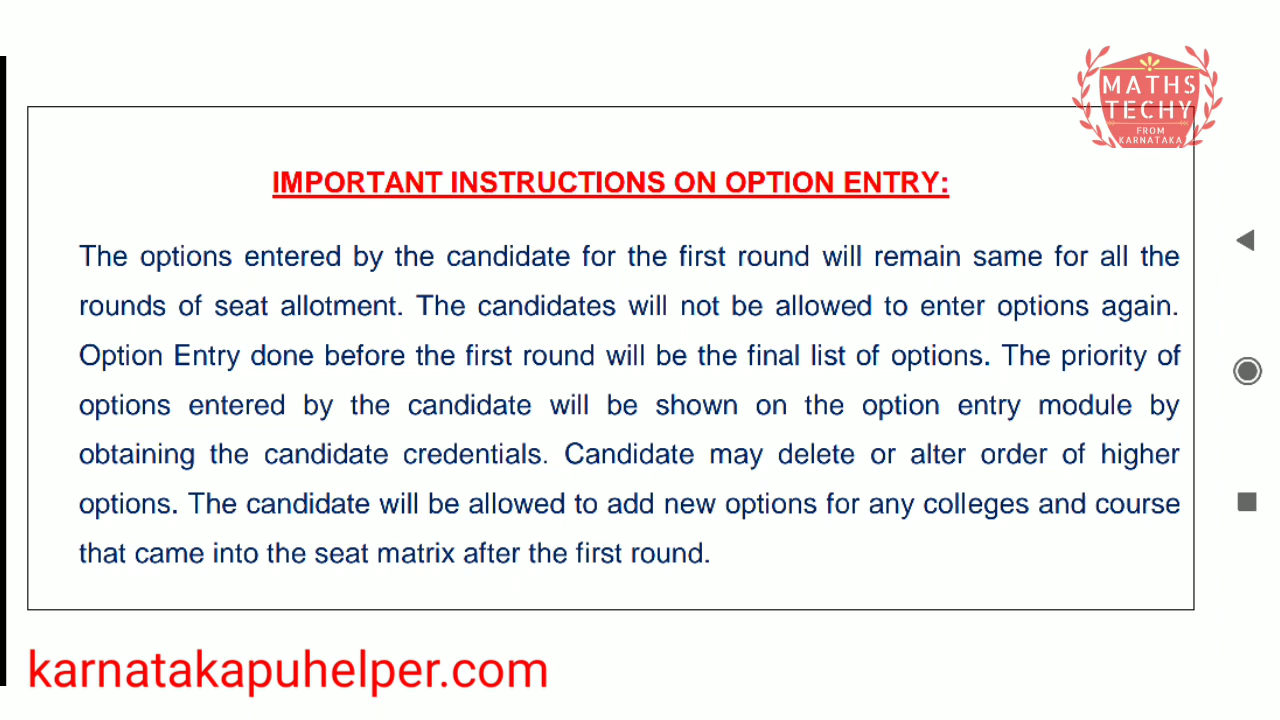 MATHS
TECHY
FROM
KARNATAKA
IMPORTANT INSTRUCTIONS ON OPTION ENTRY:
The options entered by the candidate for the first round will remain same for all the
rounds of seat allotment. The candidates will not be allowed to enter options again.
Option Entry done before the first round will be the final list of options. The priority of
options entered by the candidate will be shown on the option entry module by
obtaining the candidate credentials. Candidate may delete or alter order of higher
options. The candidate will be allowed to add new options for any colleges and course
that came into the seat matrix after the first round.
karnatakapuhelper.com